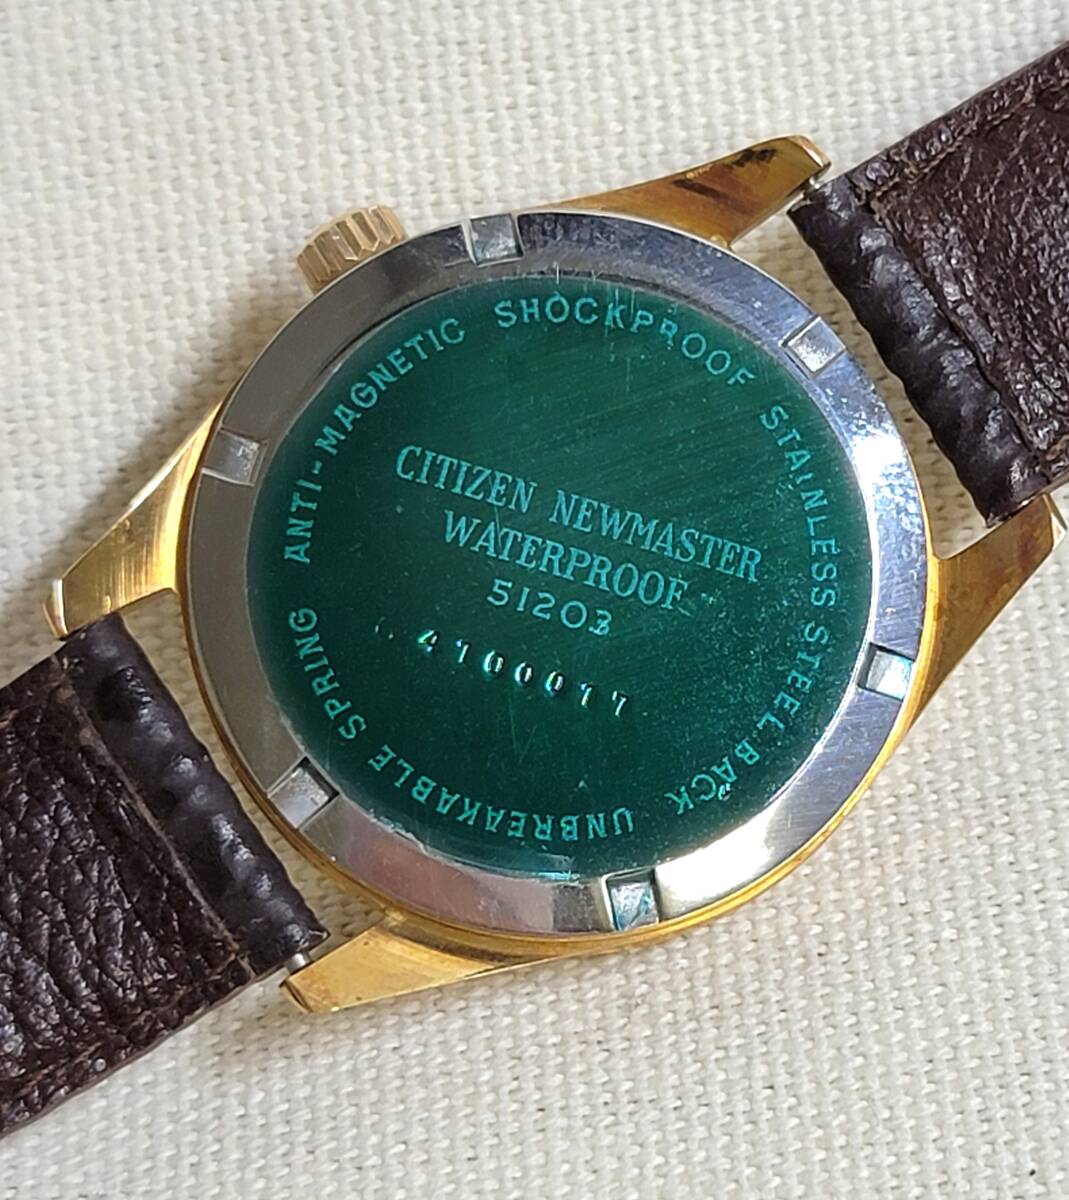 ANTI-MAGNETIC SHOCKPROOF STAINLESS STEEL BACK UNBREAKABLE SPRING
CITIZEN NEWMASTER
WATERPROOF
51203
4100017